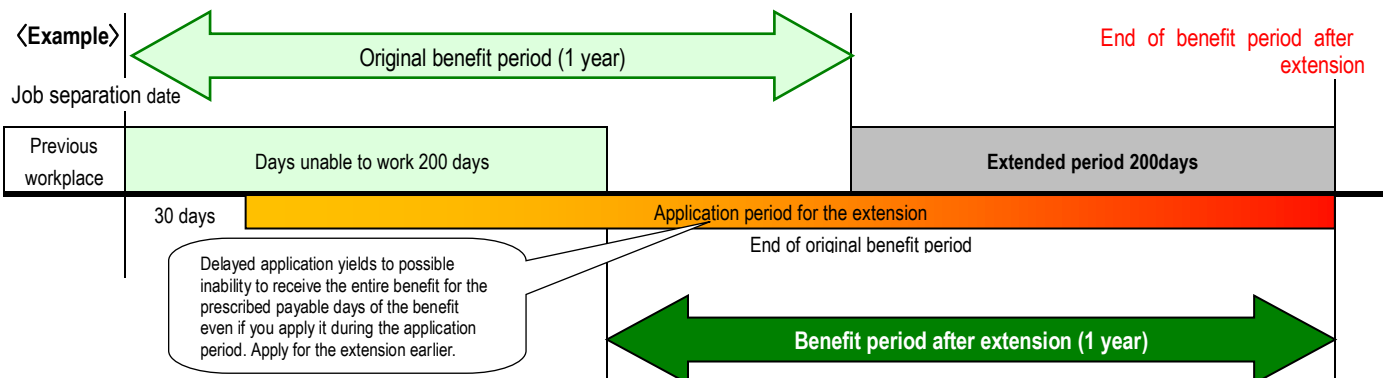 〈Example〉
Original benefit period (1 year)
End of benefit period after
extension
Job separation date
Previous
workplace
Days unable to work 200 days
Extended period 200days
30 days
Application period for the extension
End of original benefit period
Delayed application yields to possible
inability to receive the entire benefit for the
prescribed payable days of the benefit
even if you apply it during the application
period. Apply for the extension earlier.
Benefit period after extension (1 year)